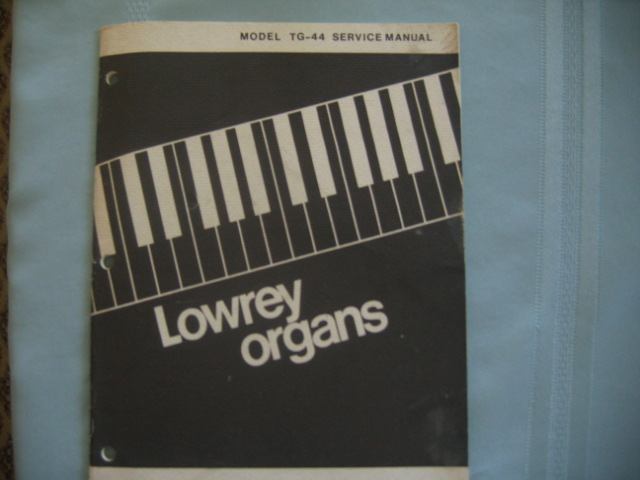 MODEL TG-44 SERVICE MANUAL
Lowrey
organs